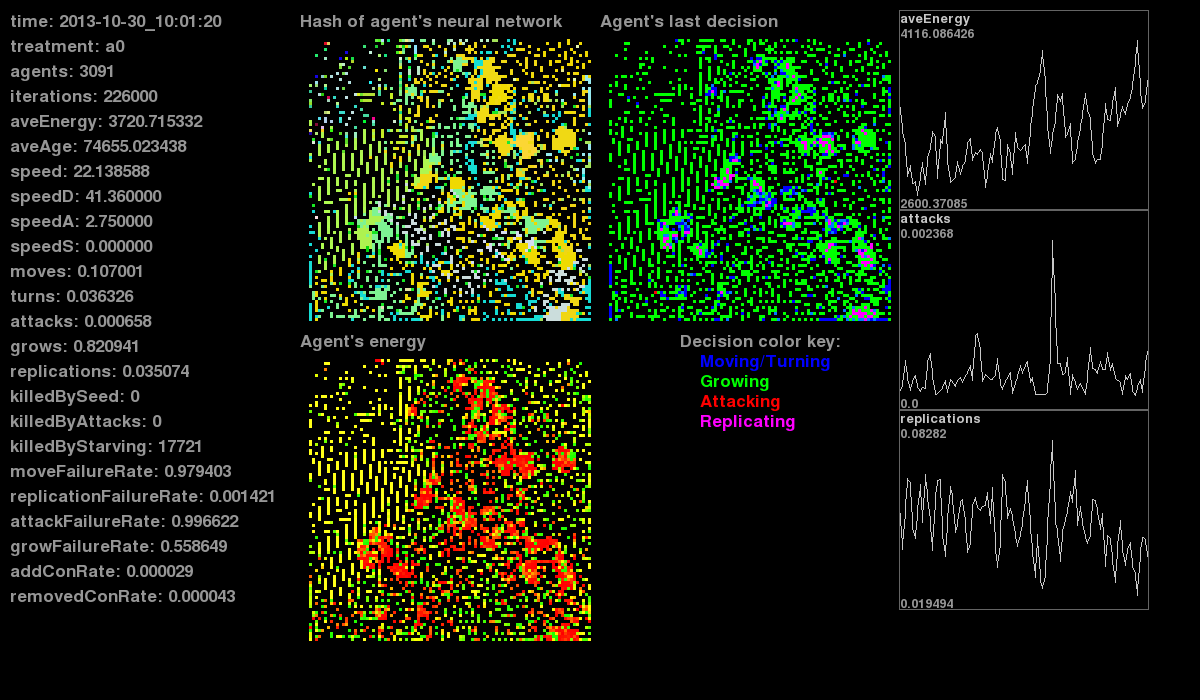 time: 2013-10-30_10:01:20
treatment: a0
agents: 3091
iterations: 226000
aveEnergy: 3720.715332
aveAge: 74655.023438
speed: 22.138588
speedD: 41.360000
speedA: 2.750000
speedS: 0.000000
moves: 0.107001
turns: 0.036326
attacks: 0.000658
grows: 0.820941
replications: 0.035074
killedBySeed: 0
killedByAttacks: 0
killedByStarving: 17721
moveFailureRate: 0.979403
replicationFailureRate: 0.001421
attackFailureRate: 0.996622
growFailureRate: 0.558649
addConRate: 0.000029
removedConRate: 0.000043
Hash of agent's neural network
Agent's last decision
Agent's energy
Decision color key:
Moving/Turning
Growing
Attacking
Replicating
aveEnergy
4116.086426
2600.37085
attacks
0.002368
0.0
replications
0.08282
0.019494